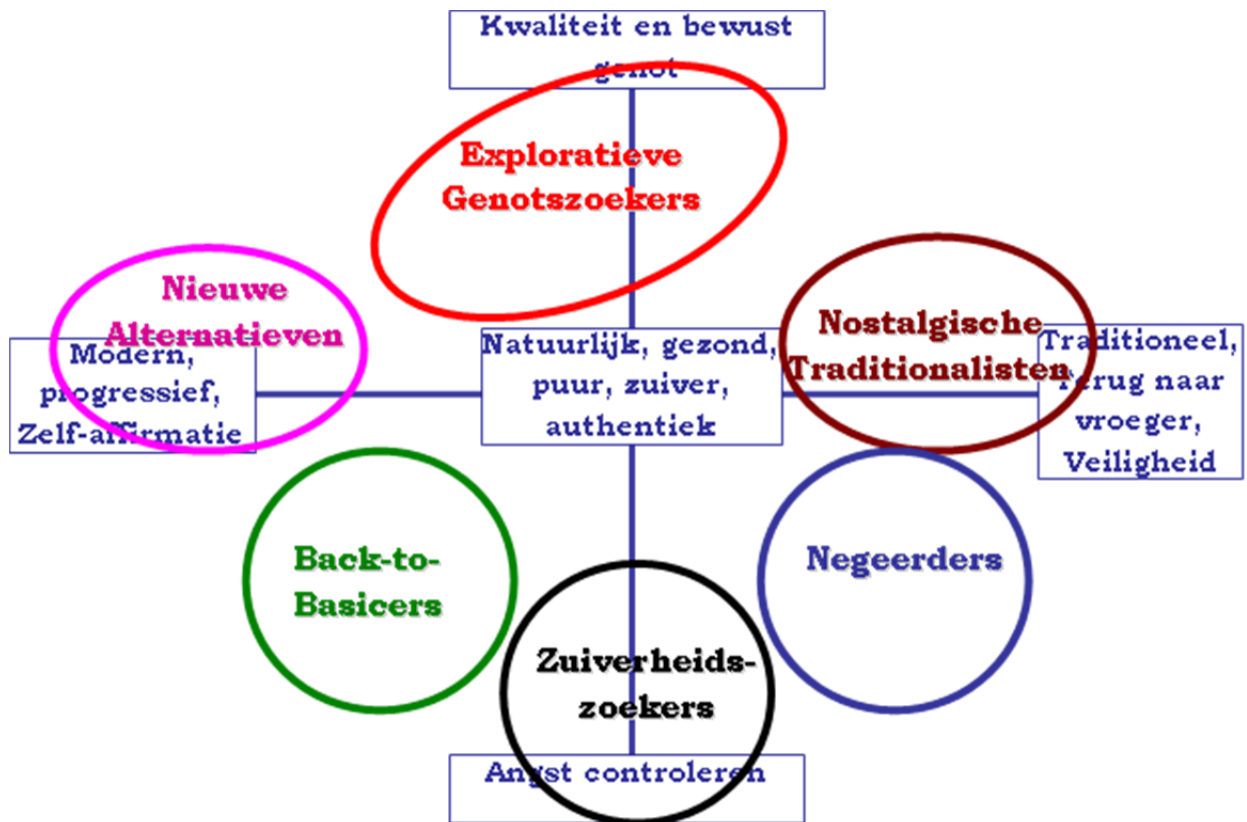 Kwaliteit en bewust
genot
Exploratieve
Genotszoekers
Nieuwe
Alternatieven
Modern,
progressief,
Zelf-affirmatie
Natuurlijk, gezond,
puur, zuiver,
authentiek
Nostalgische
Traditionalisten
Traditioneel,
Terug naar
vroeger,
Veiligheid
Back-to-
Basicers
Negeerders
Zuiverheids-
zoekers
Angst controleren